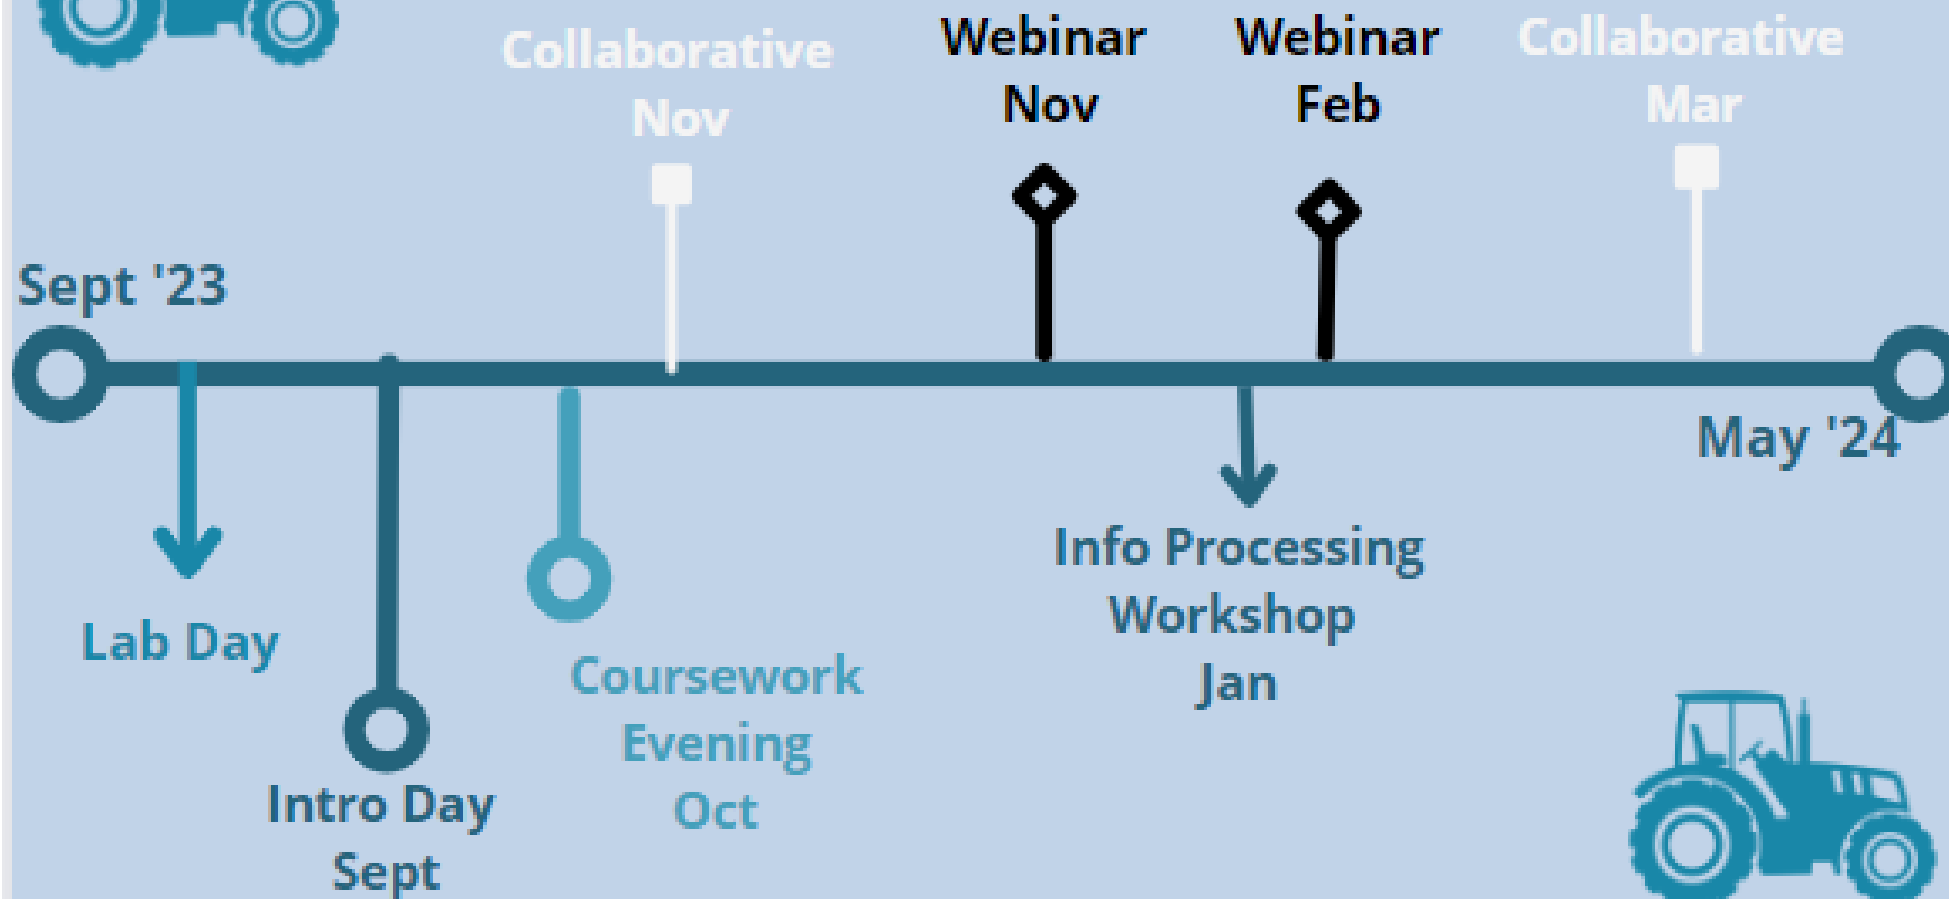 Collaborative
Nov
Webinar
Nov
Webinar
Feb
Collaborative
Mar
Sept '23
May '24
Lab Day
Intro Day
Sept
Coursework
Evening
Oct
Info Processing
Workshop
Jan